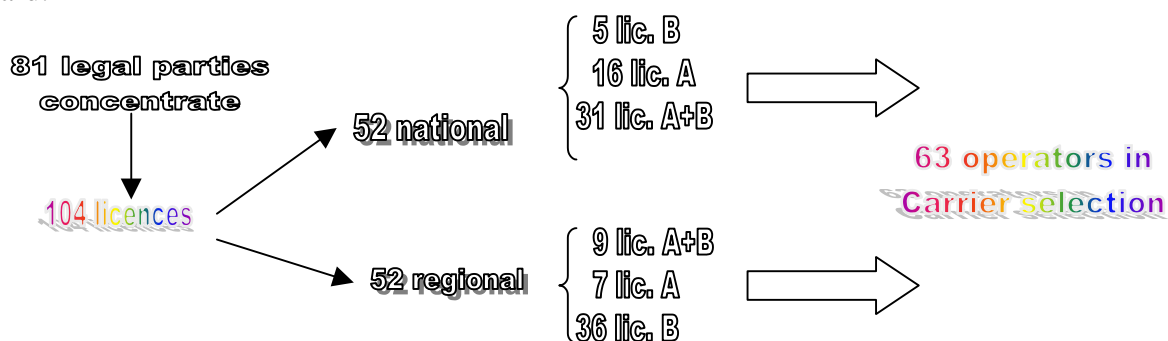 81 legal parties
concentrate
104 licences
52 national
5 lic. B
16 lic. A
31 lic. A+B
52 regional
9 lic. A+B
7 lic. A
36 lic. B
63 operators in
Carrier selection